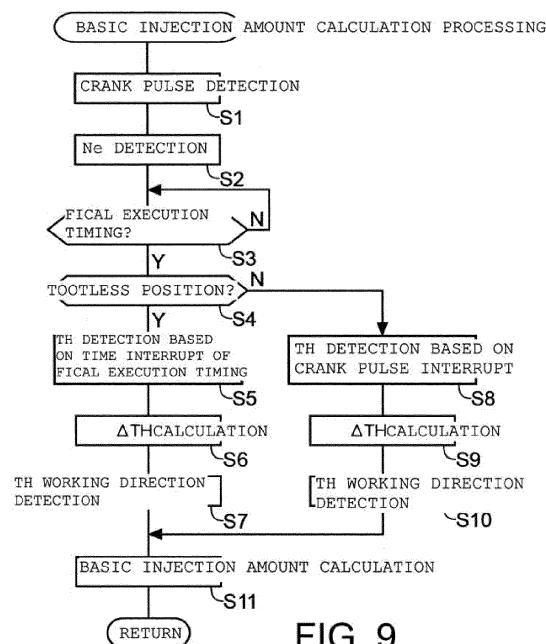 BASIC INJECTION AMOUNT CALCULATION PROCESSING
CRANK PULSE DETECTION
S1
Ne DETECTION
S2
FICAL EXECUTION
TIMING?
N
S3
Y
TOOTLESS POSITION?
N
S4
Y
TH DETECTION BASED
ON TIME INTERRUPT OF
FICAL EXECUTION TIMING
S5
TH DETECTION BASED ON
CRANK PULSE INTERRUPT
S8
ΔTHCALCULATION
S6
ΔTHCALCULATION
S9
TH WORKING DIRECTION
DETECTION
S7
TH WORKING DIRECTION
DETECTION
S10
BASIC INJECTION AMOUNT CALCULATION
S11
RETURN
FIG. 9